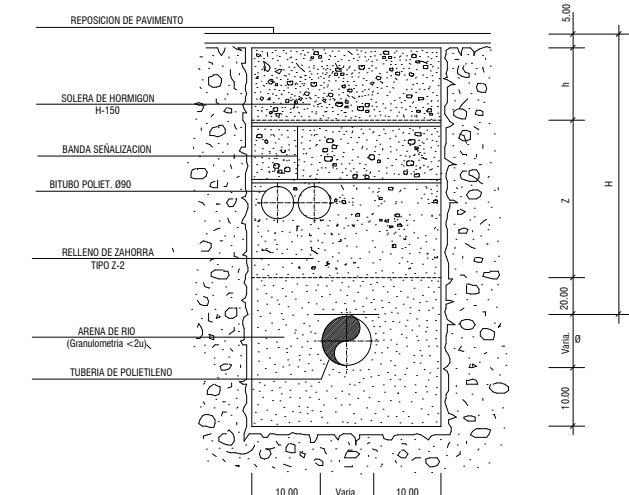 REPOSICION DE PAVIMENTO
SOLERA DE HORMIGON
H-150
BANDA SEÑALIZACION
BITUBO POLIET. Ø90
RELLENO DE ZAHORRA
TIPO Z-2
ARENA DE RIO
(Granulometria <2u)
TUBERIA DE POLIETILENO
5.00
h
Z
H
20.00
Varia. Ø
10.00
10.00 Varia 10.00